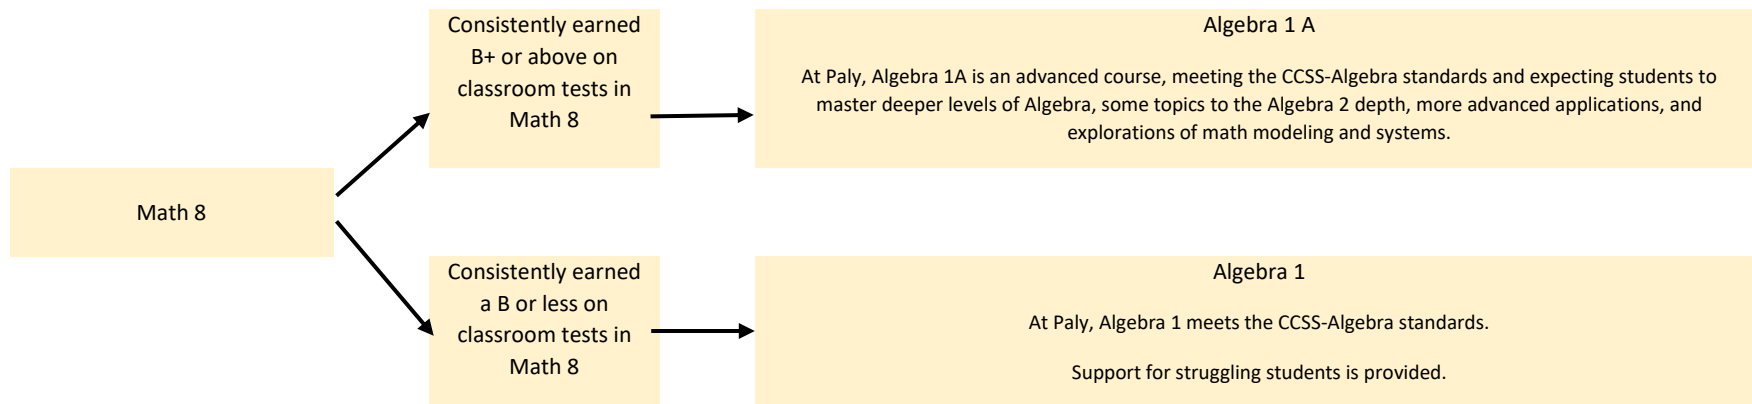 Math 8
Consistently earned
B+ or above on
classroom tests in
Math 8
Algebra 1 A
At Paly, Algebra 1A is an advanced course, meeting the CCSS-Algebra standards and expecting students to
master deeper levels of Algebra, some topics to the Algebra 2 depth, more advanced applications, and
explorations of math modeling and systems.
Consistently earned
a B or less on
classroom tests in
Math 8
Algebra 1
At Paly, Algebra 1 meets the CCSS-Algebra standards.
Support for struggling students is provided.